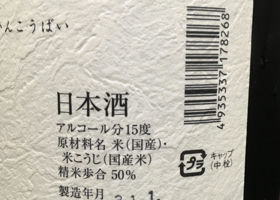 んこうばい
日本酒
アルコール分15度
原材料名 米(国産)・
米こうじ(国産米)
精米歩合 50%
製造年月
4935337178268
プラ
キャップ
(中栓)